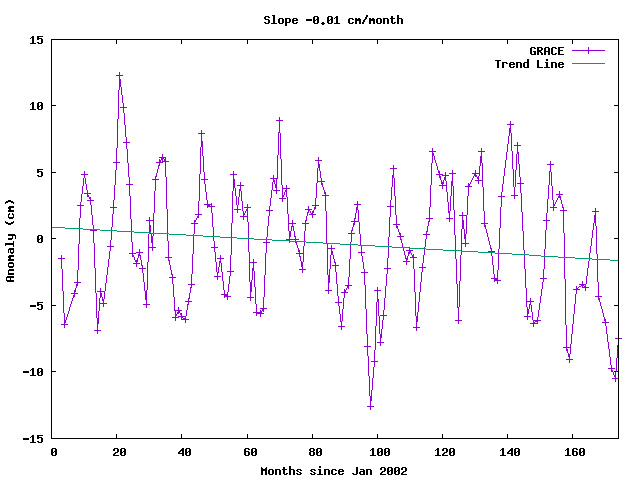 Slope -0.01 cm/month
15
GRACE
Trend Line
10
5
0
-5
-10
-15
Anomaly (cm)
0 20 40 60 80 100 120 140 160
Months since Jan 2002